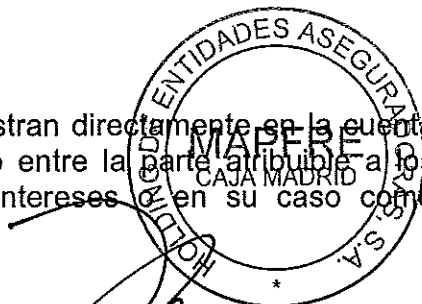 HOLDING DE ENTIDADES ASEGURADORAS, S.A.
stran directamente en la cuenta
MAPFRE
o entre la parte atribuible a los
CAJA MADRID
intereses o en su caso com
*